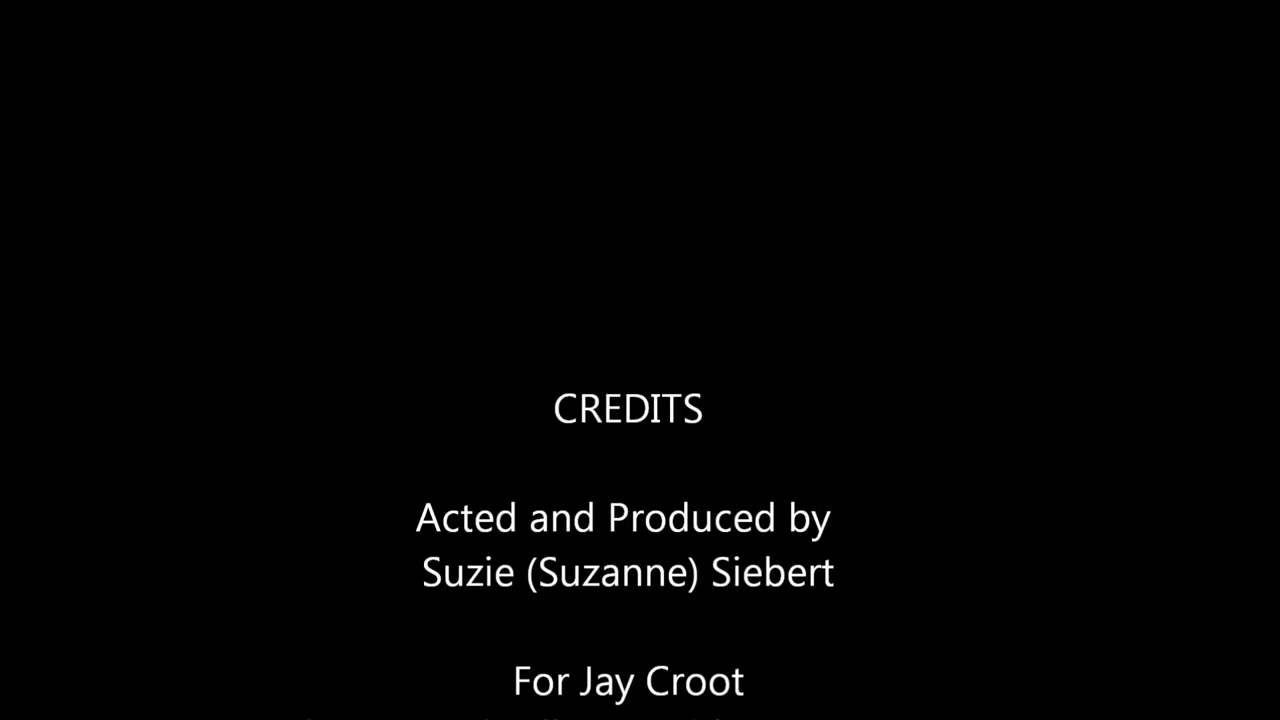 CREDITS
Acted and Produced by
Suzie (Suzanne) Siebert
For Jay Croot